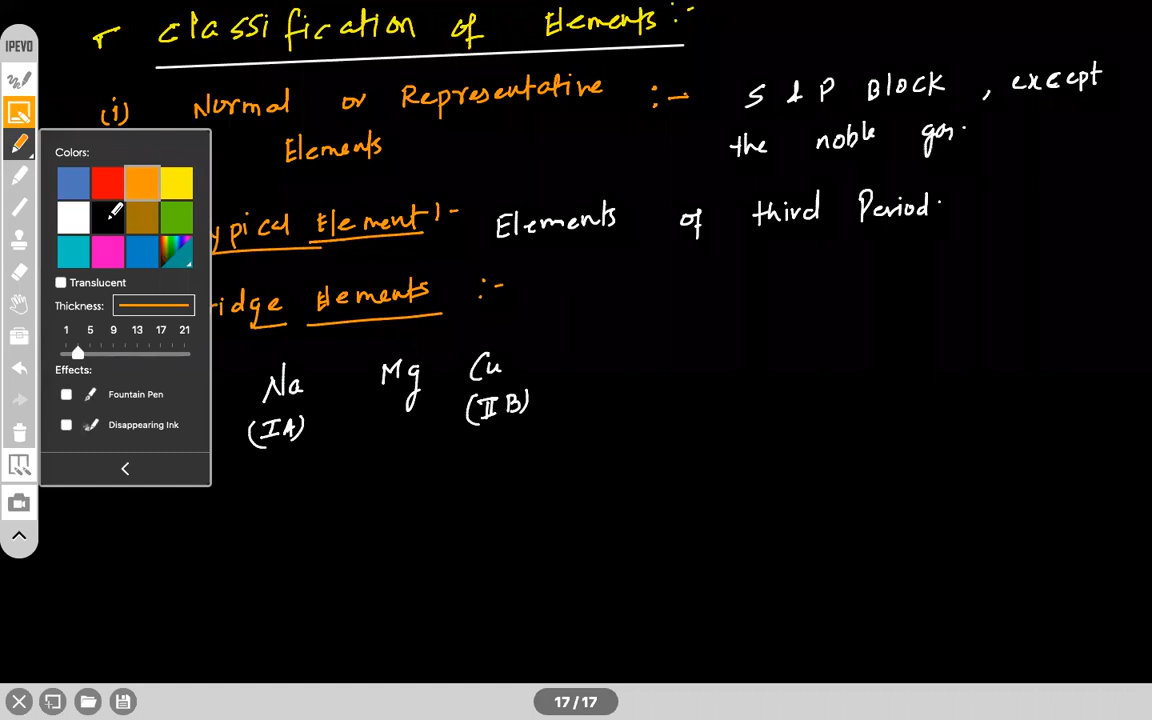 IPEVO
classification of Elements:-
(i) Normal or Representative :- S & P Block, except
Elements the noble gas.
Colors:
ypical Element:- Elements of third Period.
Translucent
Thickness:
ridge Elements :-
1 5 9 13 17 21
Effects:
Na Mg Cu
Fountain Pen
(IA) (II B)
Disappearing Ink
17/17